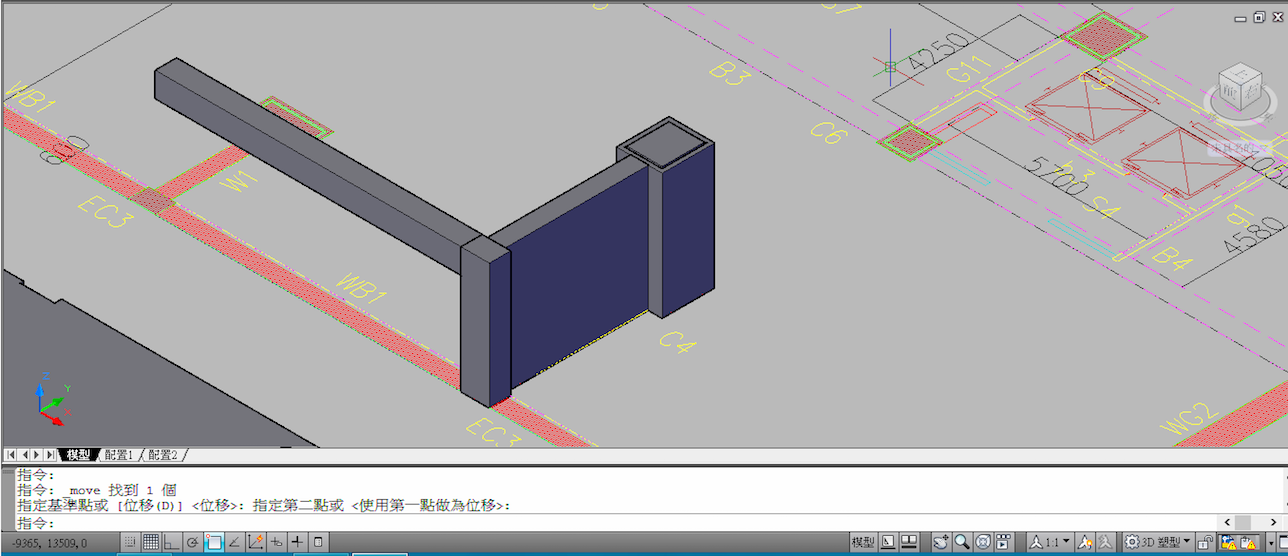 B3
4250
G11
C6
WB1
600
W1
5700
EC3
S4
B4
4580
WB1
C4
WG2
EC3
Z
Y
X
模型 配置1 配置2
指令:
指令: _move 找到 1 個
指定基準點或 [位移(D)] <位移>: 指定第二點或 <使用第一點做為位移>:
指令:
-9365, 13509, 0
模型
1:1
3D 塑型